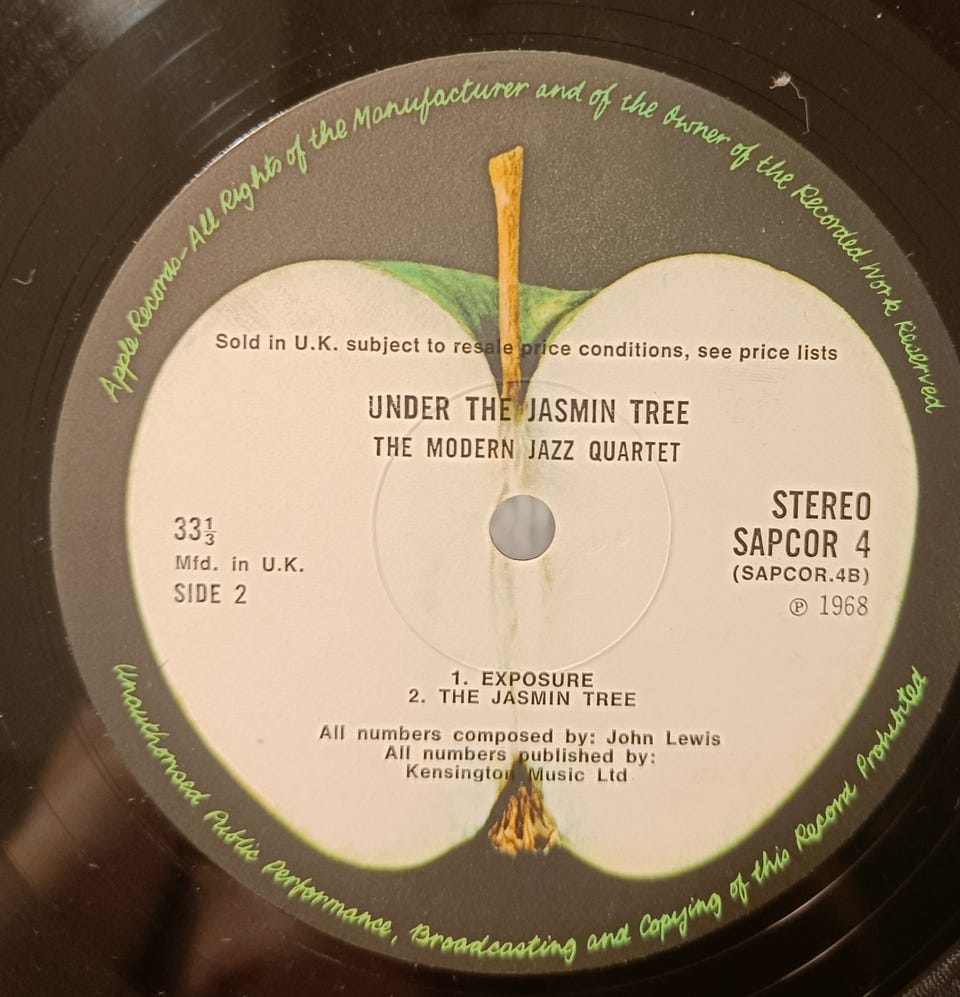 Apple Records-All Rights of the Manufacturer and of the Owner of the Recorded Work Reserved
Sold in U.K. subject to resale price conditions, see price lists
UNDER THE JASMIN TREE
THE MODERN JAZZ QUARTET
33⅓
Mfd. in U.K.
SIDE 2
STEREO
SAPCOR 4
(SAPCOR.4B)
℗ 1968
1. EXPOSURE
2. THE JASMIN TREE
All numbers composed by: John Lewis
All numbers published by:
Kensington Music Ltd
Unauthorised Public Performance, Broadcasting and Copying of this Record Prohibited